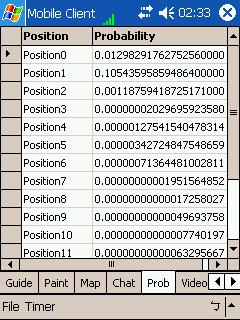 Mobile Client 02:33
Position Probability
Position0 0.01298291762752560000
Position1 0.10543595859486400000
Position2 0.00118759418725171000
Position3 0.00000002029695923580
Position4 0.00000127541540478314
Position5 0.00000342724847548659
Position6 0.00000071364481002811
Position7 0.00000000001951564852
Position8 0.00000000000017258027
Position9 0.00000000000049693758
Position10 0.00000000000007740197
Position11 0.00000000000063295667
Guide Paint Map Chat Prob Video
File Timer